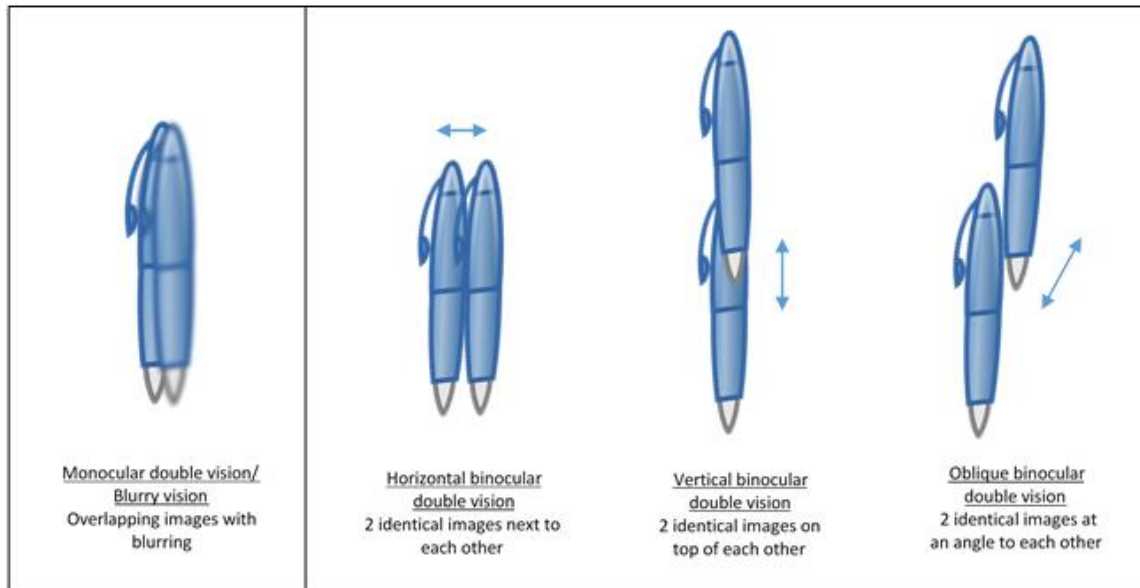 Monocular double vision/
Blurry vision
Overlapping images with
blurring
Horizontal binocular
double vision
2 identical images next to
each other
Vertical binocular
double vision
2 identical images on
top of each other
Oblique binocular
double vision
2 identical images at
an angle to each other